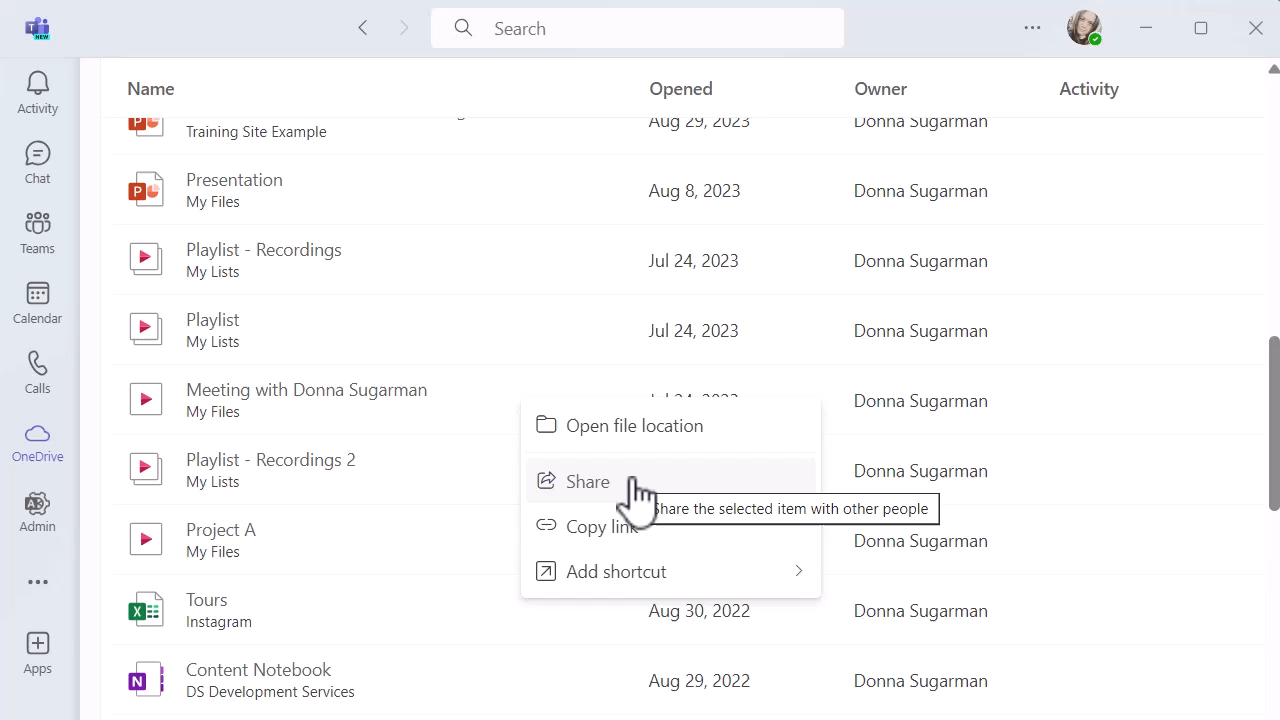 NEW
Search
Activity
Chat
Teams
Calendar
Calls
OneDrive
Admin
Apps
Name Opened Owner Activity
Training Site Example Aug 29, 2023 Donna Sugarman
Presentation
My Files
Aug 8, 2023 Donna Sugarman
Playlist - Recordings
My Lists
Jul 24, 2023 Donna Sugarman
Playlist
My Lists
Jul 24, 2023 Donna Sugarman
Meeting with Donna Sugarman
My Files
Donna Sugarman
Playlist - Recordings 2
My Lists
Donna Sugarman
Project A
My Files
Donna Sugarman
Tours
Instagram
Aug 30, 2022 Donna Sugarman
Content Notebook
DS Development Services
Aug 29, 2022 Donna Sugarman
Open file location
Share
Share the selected item with other people
Copy link
Add shortcut